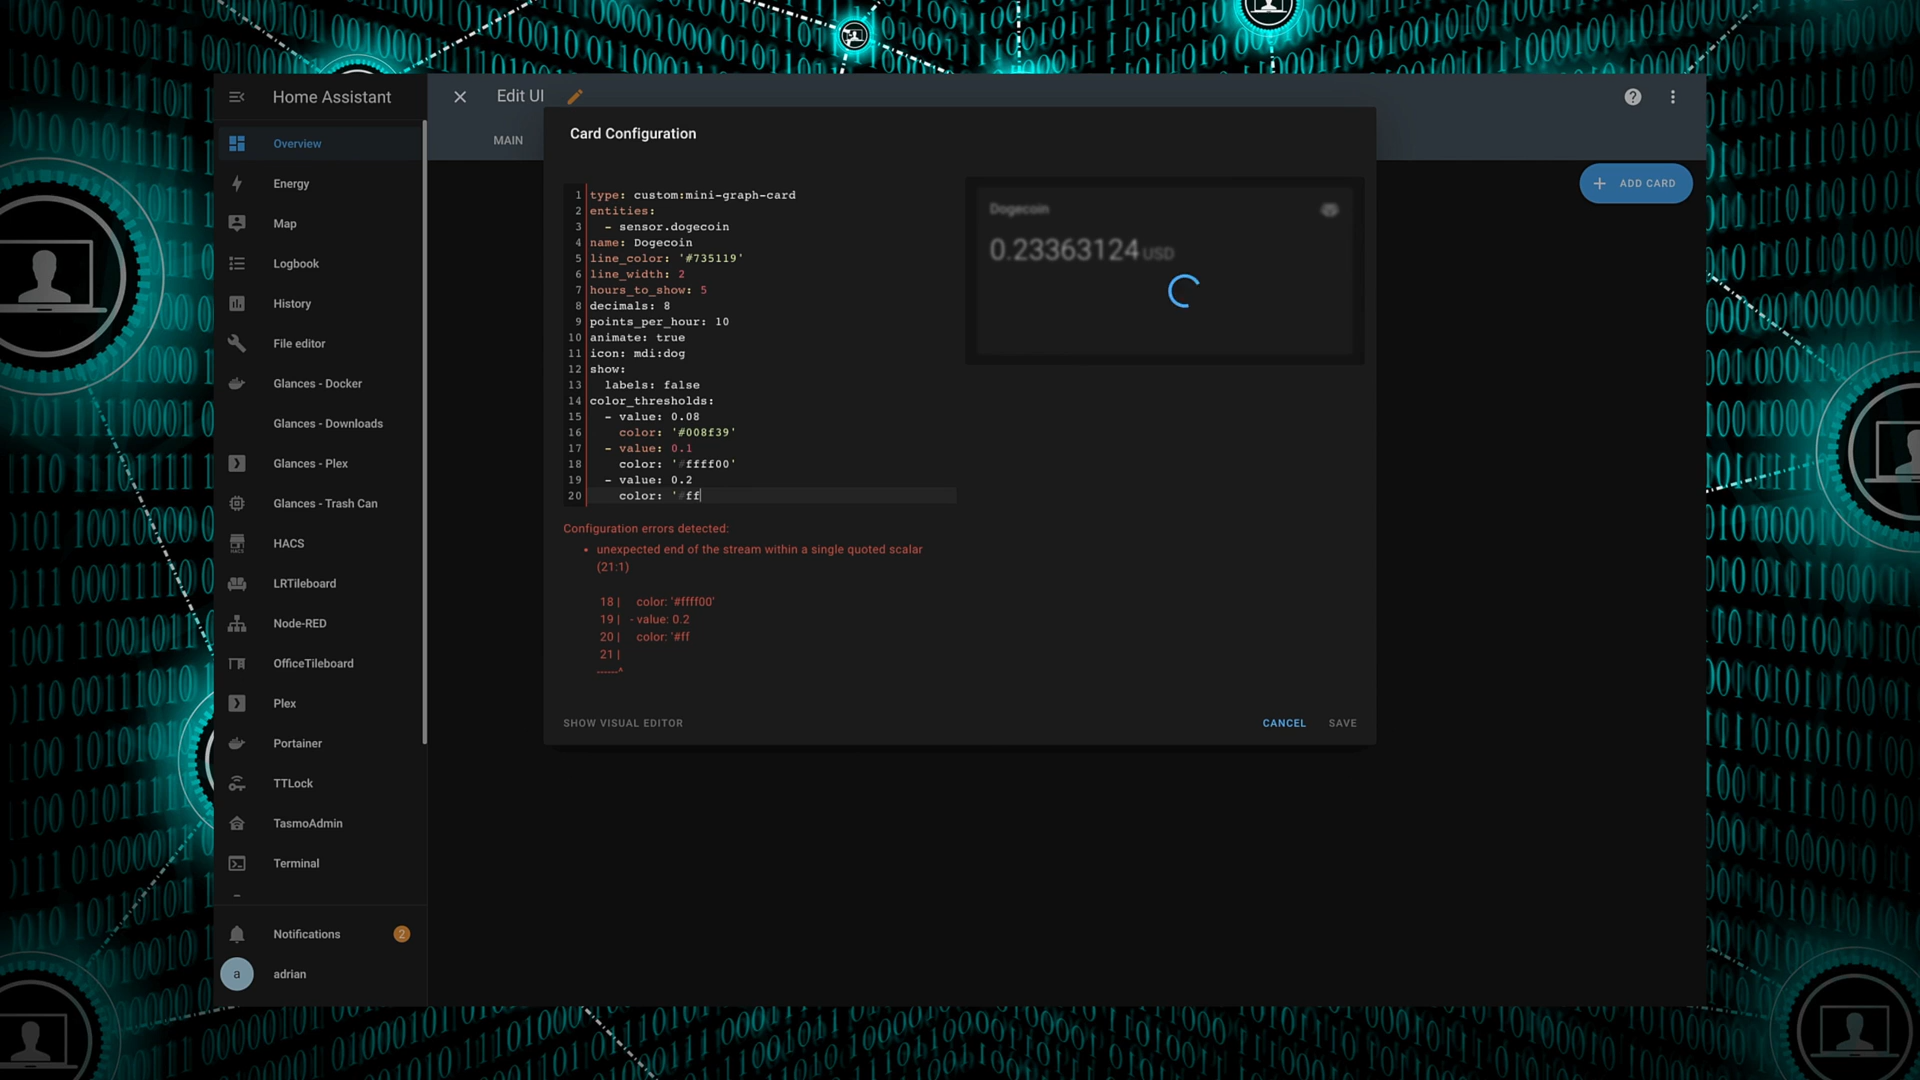 Home Assistant
Edit UI
MAIN
Overview
Energy
Map
Logbook
History
File editor
Glances - Docker
Glances - Downloads
Glances - Plex
Glances - Trash Can
HACS
HACS
LRTileboard
Node-RED
OfficeTileboard
Plex
Portainer
TTLock
TasmoAdmin
Terminal
Notifications
2
a
adrian
ADD CARD
Card Configuration
1 type: custom:mini-graph-card
2 entities:
3 - sensor.dogecoin
4 name: Dogecoin
5 line_color: '#735119'
6 line_width: 2
7 hours_to_show: 5
8 decimals: 8
9 points_per_hour: 10
10 animate: true
11 icon: mdi:dog
12 show:
13 labels: false
14 color_thresholds:
15 - value: 0.08
16 color: '#008f39'
17 - value: 0.1
18 color: '#ffff00'
19 - value: 0.2
20 color: '#ff
Configuration errors detected:
• unexpected end of the stream within a single quoted scalar
(21:1)
18 | color: '#ffff00'
19 | - value: 0.2
20 | color: '#ff
21 |
------^
Dogecoin
0.23363124 USD
SHOW VISUAL EDITOR
CANCEL
SAVE